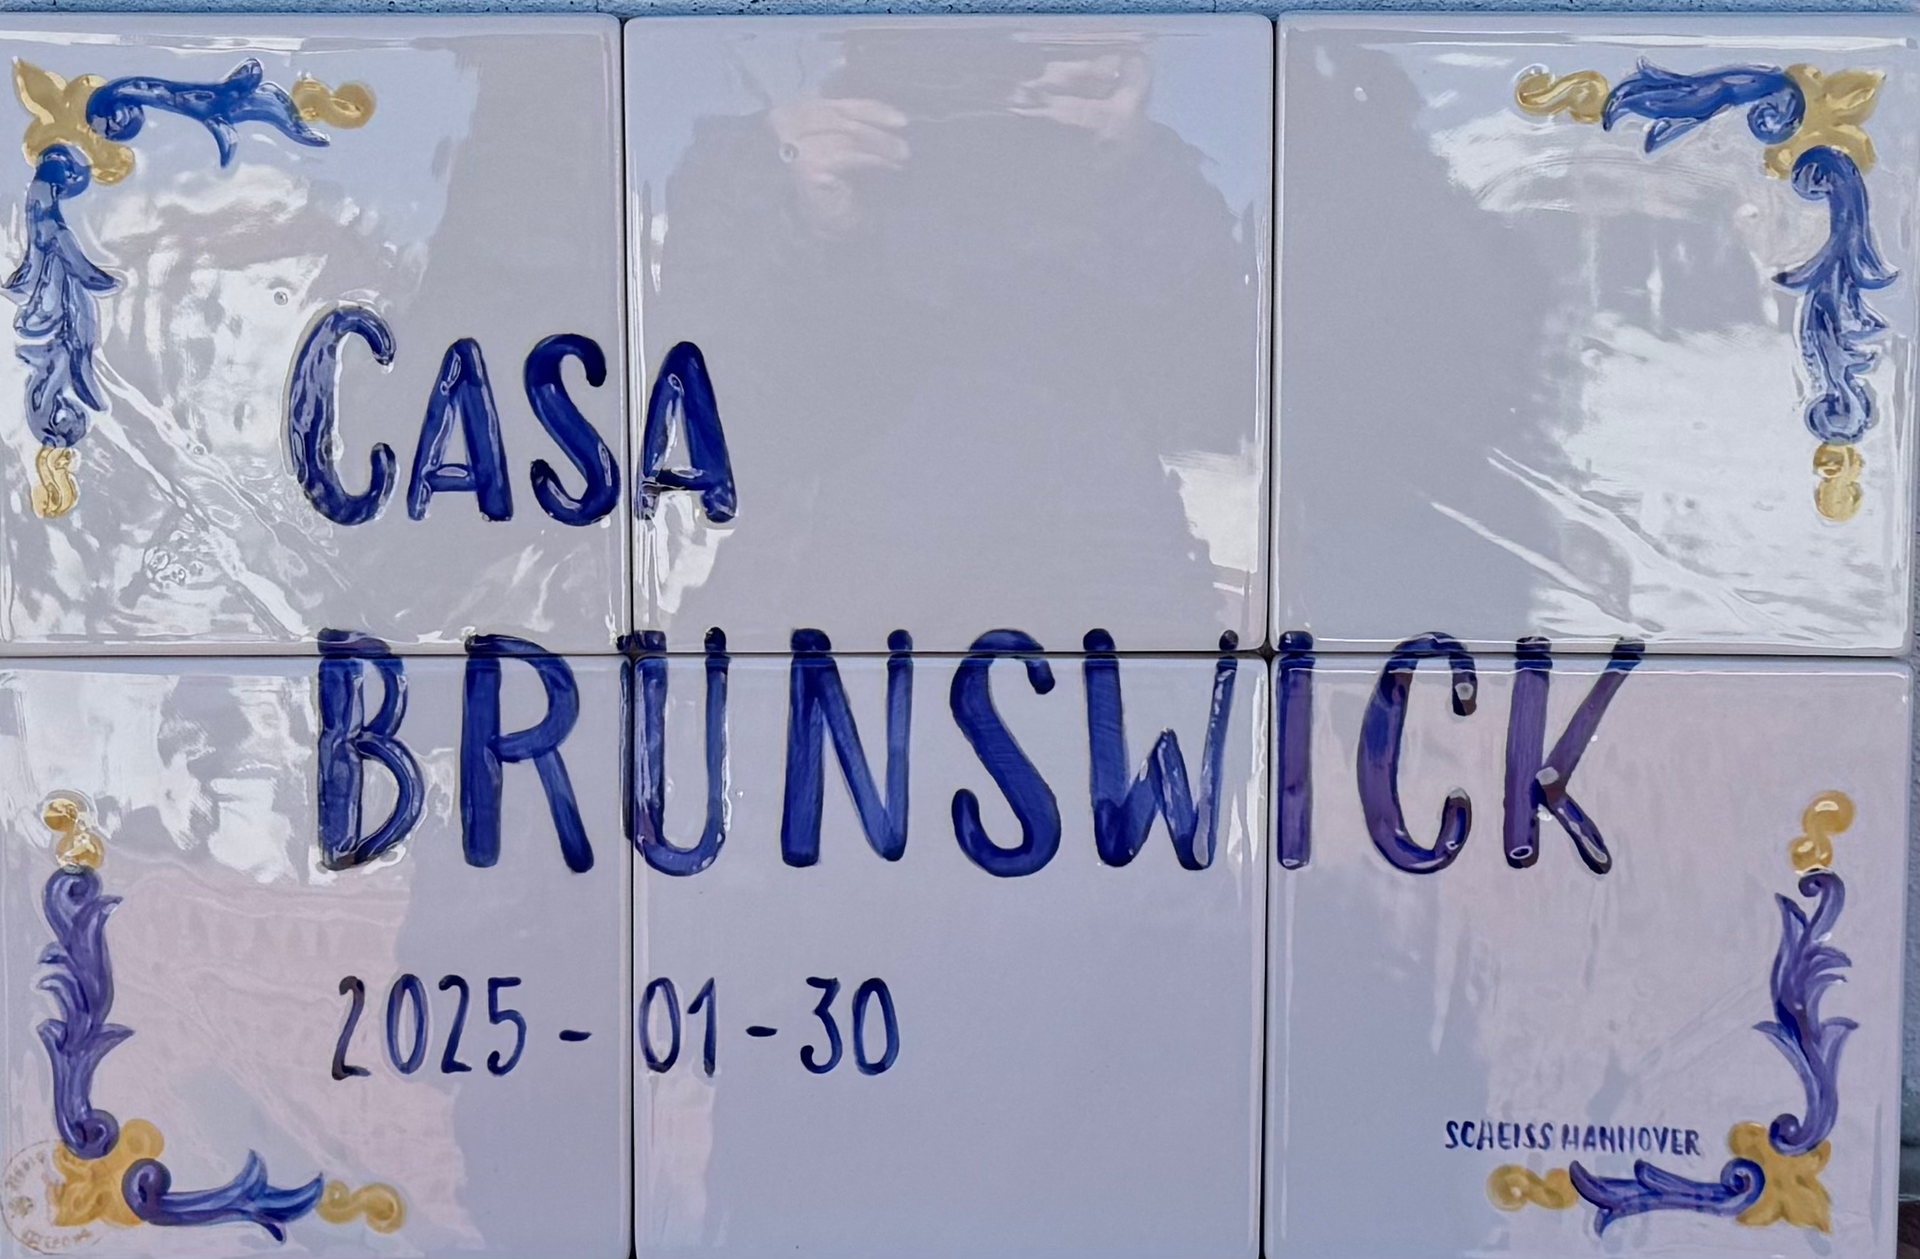 CASA
BRUNSWICK
2025-01-30
SCHEISS HANNOVER